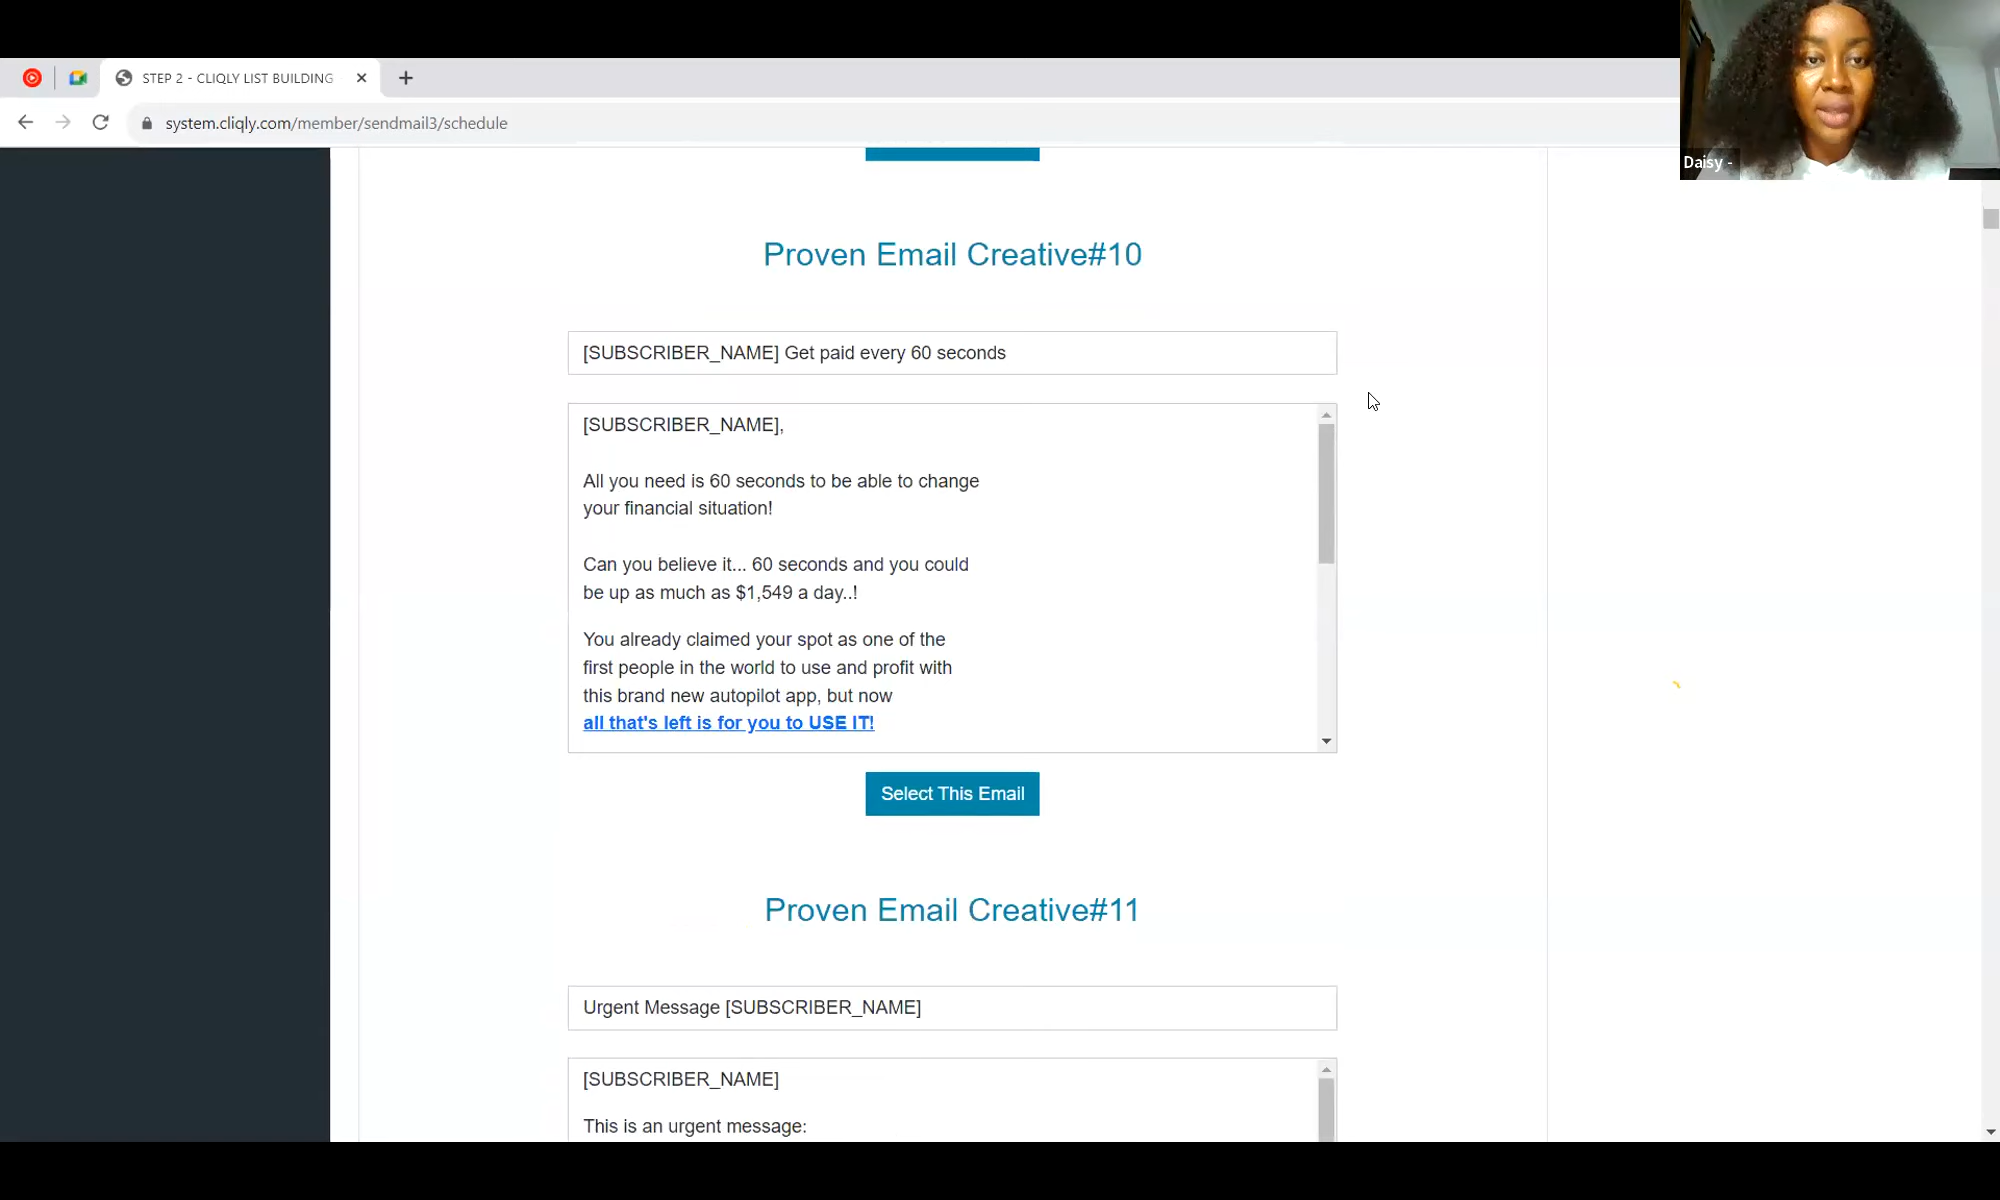 STEP 2 - CLIQLY LIST BUILDING
system.cliqly.com/member/sendmail3/schedule
Daisy -
Proven Email Creative#10
[SUBSCRIBER_NAME] Get paid every 60 seconds
[SUBSCRIBER_NAME],
All you need is 60 seconds to be able to change
your financial situation!
Can you believe it... 60 seconds and you could
be up as much as $1,549 a day..!
You already claimed your spot as one of the
first people in the world to use and profit with
this brand new autopilot app, but now
all that's left is for you to USE IT!
Select This Email
Proven Email Creative#11
Urgent Message [SUBSCRIBER_NAME]
[SUBSCRIBER_NAME]
This is an urgent message: